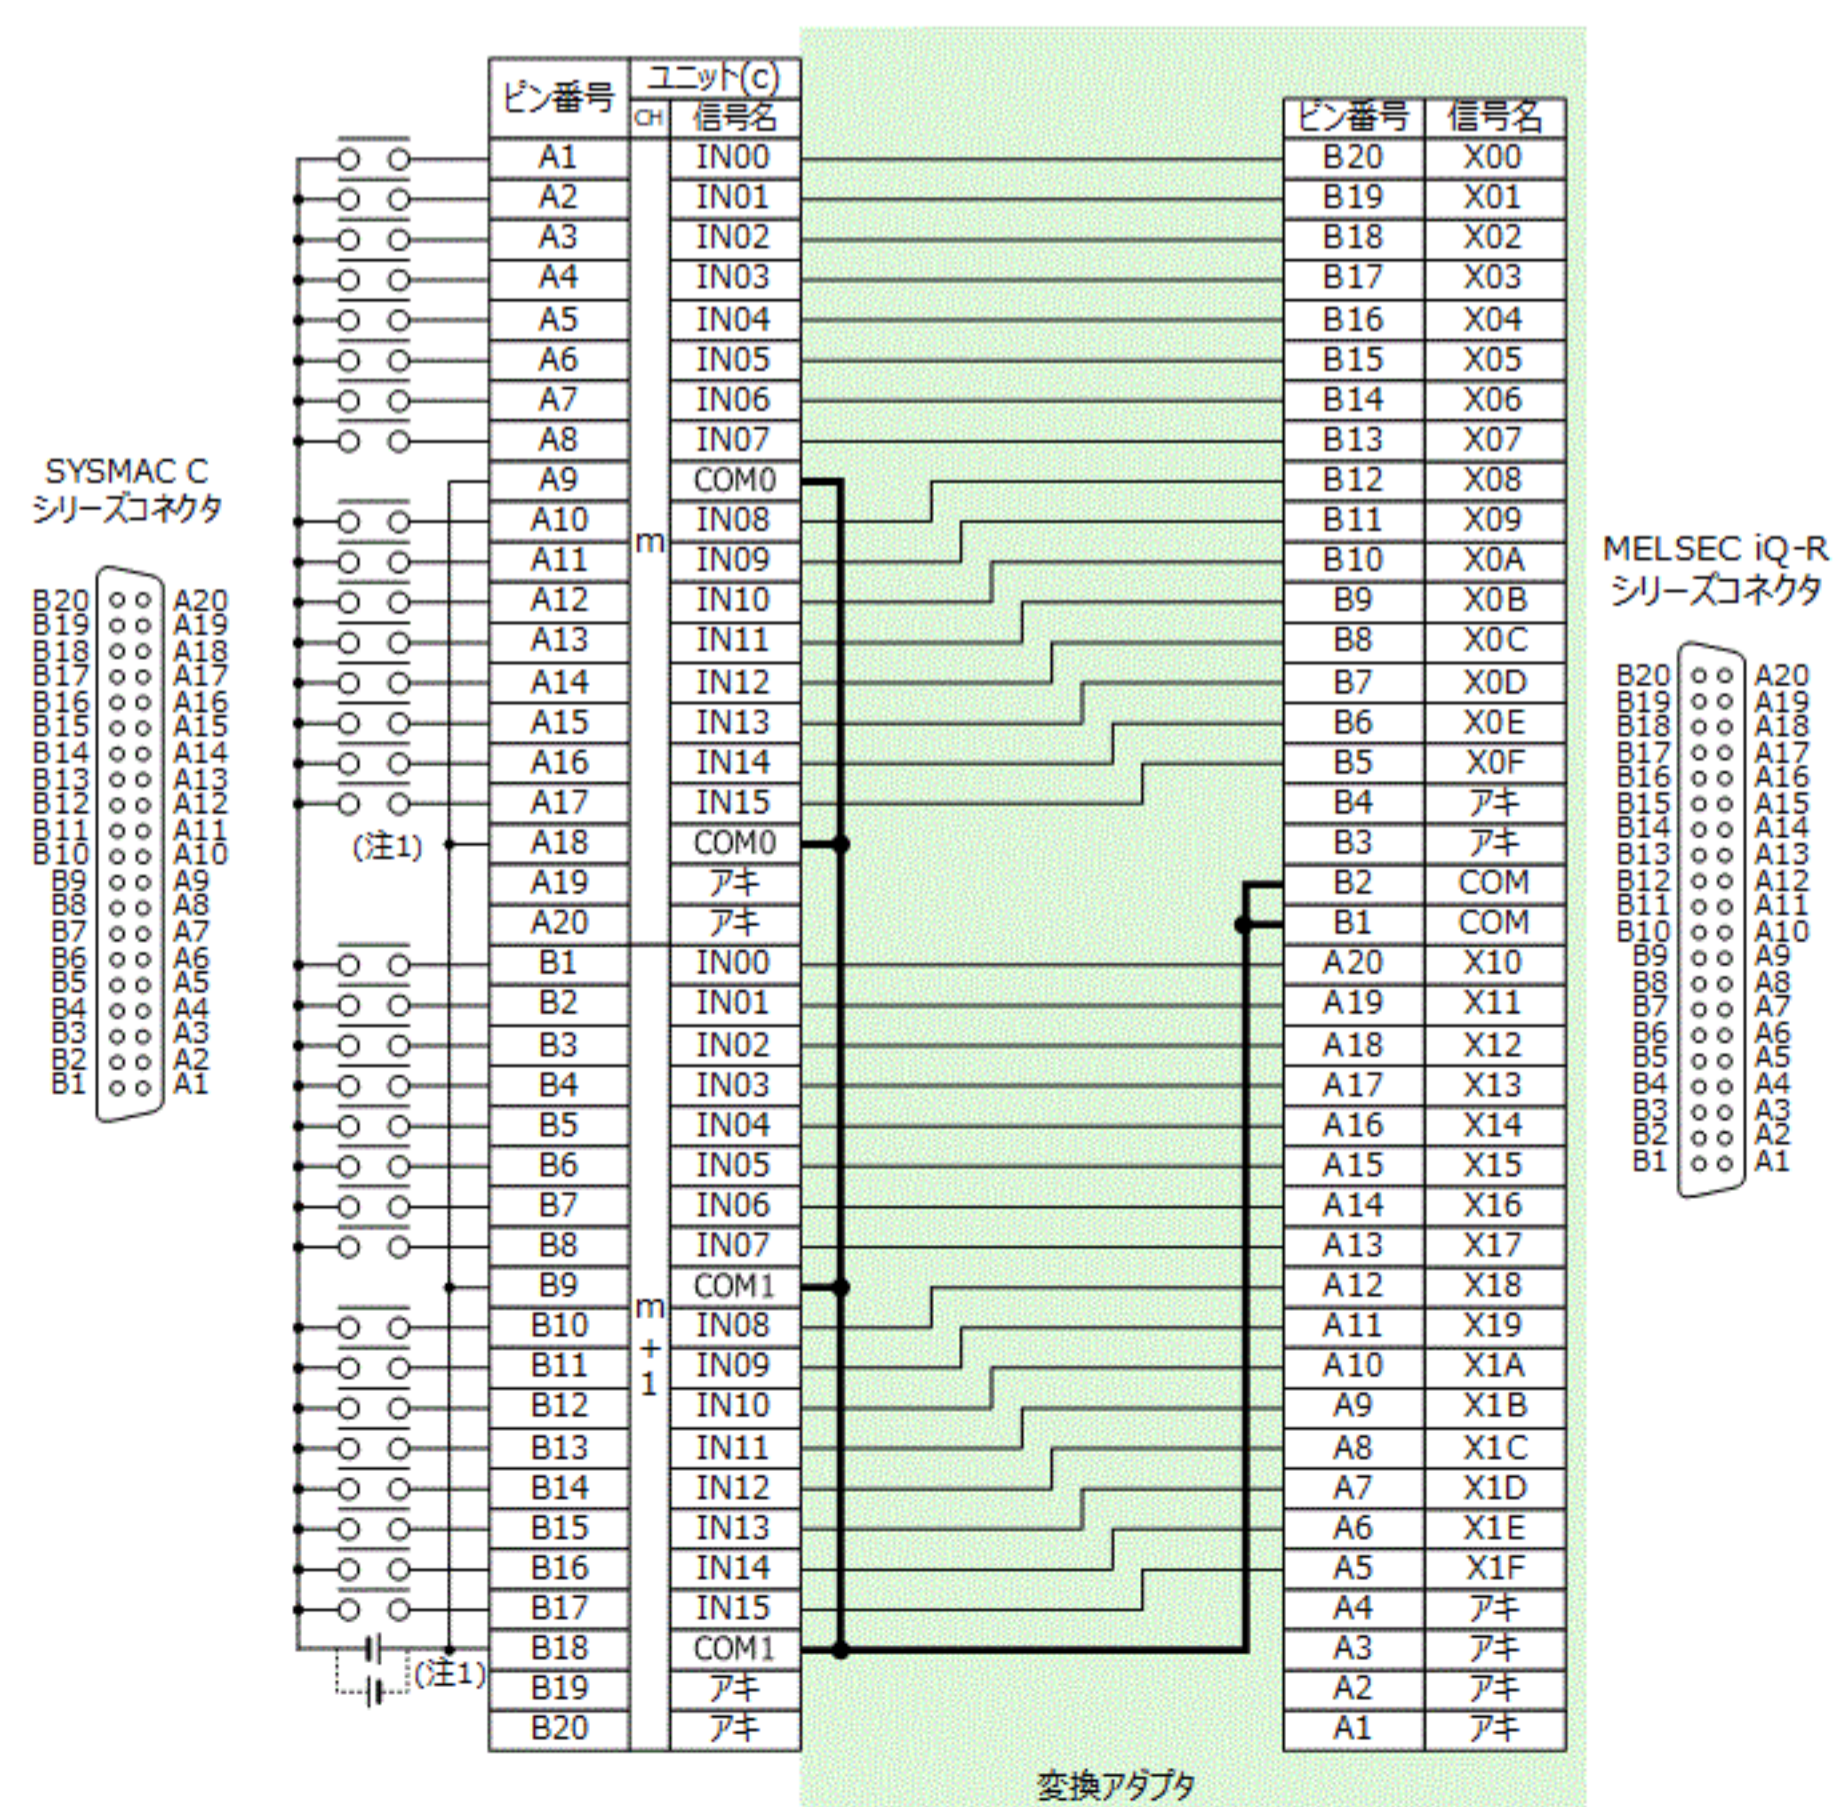 ピン番号 ユニット(c)
CH 信号名
ピン番号 信号名
A1 IN00 B20 X00
A2 IN01 B19 X01
A3 IN02 B18 X02
A4 IN03 B17 X03
A5 IN04 B16 X04
A6 IN05 B15 X05
A7 IN06 B14 X06
A8 IN07 B13 X07
A9 COM0 B12 X08
A10 IN08 B11 X09
m
A11 IN09 B10 X0A
A12 IN10 B9 X0B
A13 IN11 B8 X0C
A14 IN12 B7 X0D
A15 IN13 B6 X0E
A16 IN14 B5 X0F
A17 IN15 B4 アキ
(注1) A18 COM0 B3 アキ
A19 アキ B2 COM
A20 アキ B1 COM
B1 IN00 A20 X10
B2 IN01 A19 X11
B3 IN02 A18 X12
B4 IN03 A17 X13
B5 IN04 A16 X14
B6 IN05 A15 X15
B7 IN06 A14 X16
B8 IN07 A13 X17
B9 COM1 A12 X18
m
+
1
B10 IN08 A11 X19
B11 IN09 A10 X1A
B12 IN10 A9 X1B
B13 IN11 A8 X1C
B14 IN12 A7 X1D
B15 IN13 A6 X1E
B16 IN14 A5 X1F
B17 IN15 A4 アキ
B18 COM1 A3 アキ
(注1) B19 アキ A2 アキ
B20 アキ A1 アキ
変換アダプタ
SYSMAC C
シリーズコネクタ
B20 A20
B19 A19
B18 A18
B17 A17
B16 A16
B15 A15
B14 A14
B13 A13
B12 A12
B11 A11
B10 A10
B9 A9
B8 A8
B7 A7
B6 A6
B5 A5
B4 A4
B3 A3
B2 A2
B1 A1
MELSEC iQ-R
シリーズコネクタ
B20 A20
B19 A19
B18 A18
B17 A17
B16 A16
B15 A15
B14 A14
B13 A13
B12 A12
B11 A11
B10 A10
B9 A9
B8 A8
B7 A7
B6 A6
B5 A5
B4 A4
B3 A3
B2 A2
B1 A1